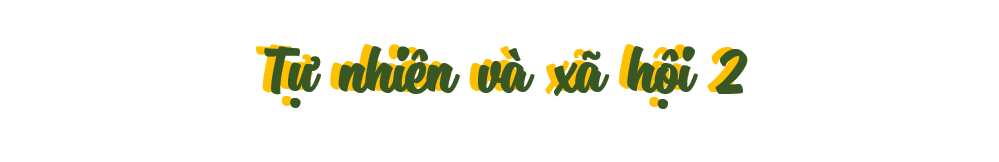 Tự nhiên và xã hội 2